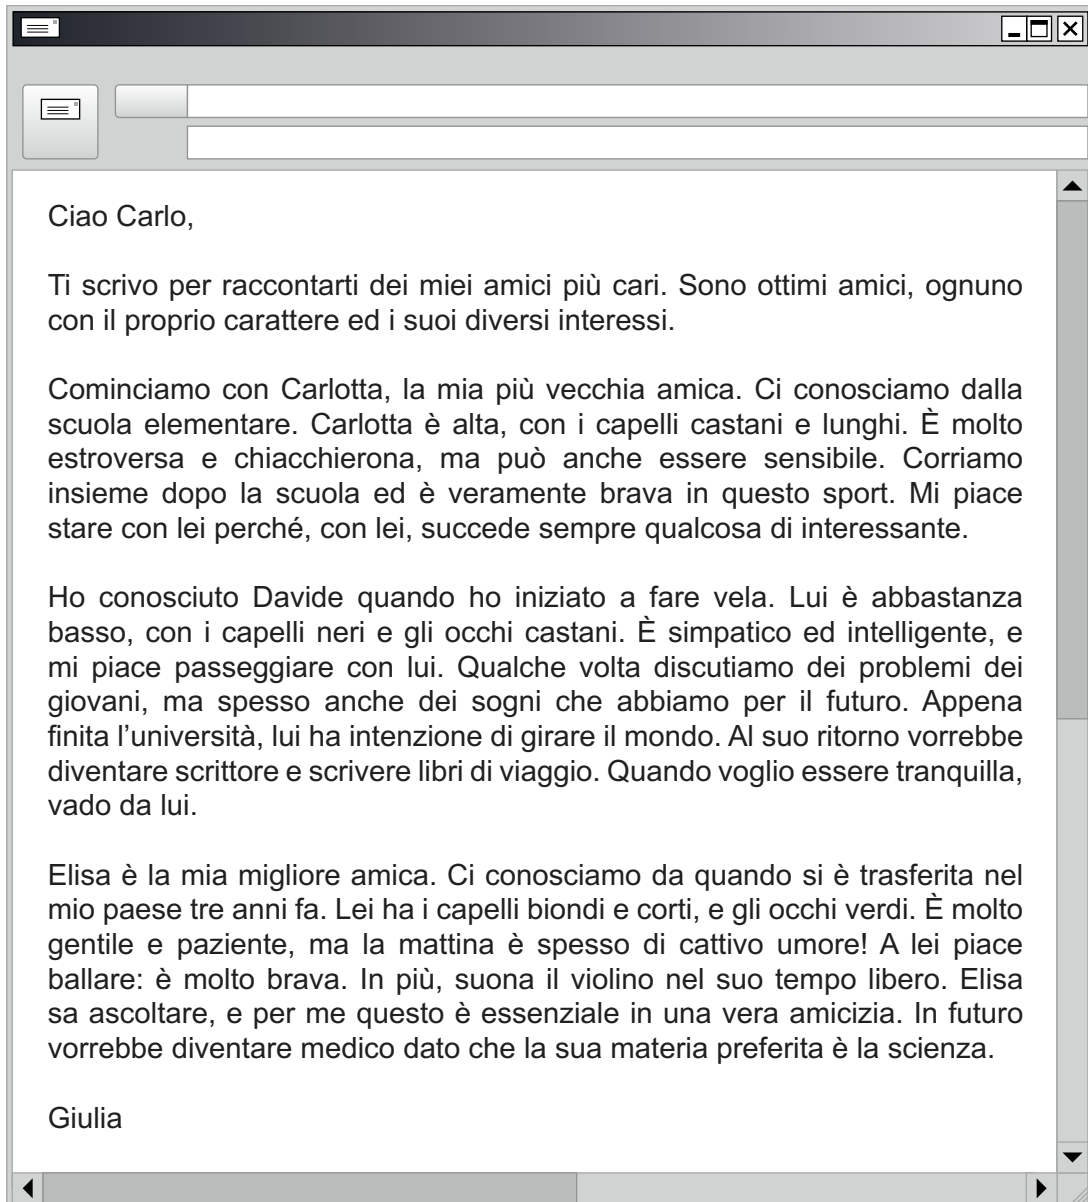 Ciao Carlo,
Ti scrivo per raccontarti dei miei amici più cari. Sono ottimi amici, ognuno
con il proprio carattere ed i suoi diversi interessi.
Cominciamo con Carlotta, la mia più vecchia amica. Ci conosciamo dalla
scuola elementare. Carlotta è alta, con i capelli castani e lunghi. È molto
estroversa e chiacchierona, ma può anche essere sensibile. Corriamo
insieme dopo la scuola ed è veramente brava in questo sport. Mi piace
stare con lei perché, con lei, succede sempre qualcosa di interessante.
Ho conosciuto Davide quando ho iniziato a fare vela. Lui è abbastanza
basso, con i capelli neri e gli occhi castani. È simpatico ed intelligente, e
mi piace passeggiare con lui. Qualche volta discutiamo dei problemi dei
giovani, ma spesso anche dei sogni che abbiamo per il futuro. Appena
finita l’università, lui ha intenzione di girare il mondo. Al suo ritorno vorrebbe
diventare scrittore e scrivere libri di viaggio. Quando voglio essere tranquilla,
vado da lui.
Elisa è la mia migliore amica. Ci conosciamo da quando si è trasferita nel
mio paese tre anni fa. Lei ha i capelli biondi e corti, e gli occhi verdi. È molto
gentile e paziente, ma la mattina è spesso di cattivo umore! A lei piace
ballare: è molto brava. In più, suona il violino nel suo tempo libero. Elisa
sa ascoltare, e per me questo è essenziale in una vera amicizia. In futuro
vorrebbe diventare medico dato che la sua materia preferita è la scienza.
Giulia